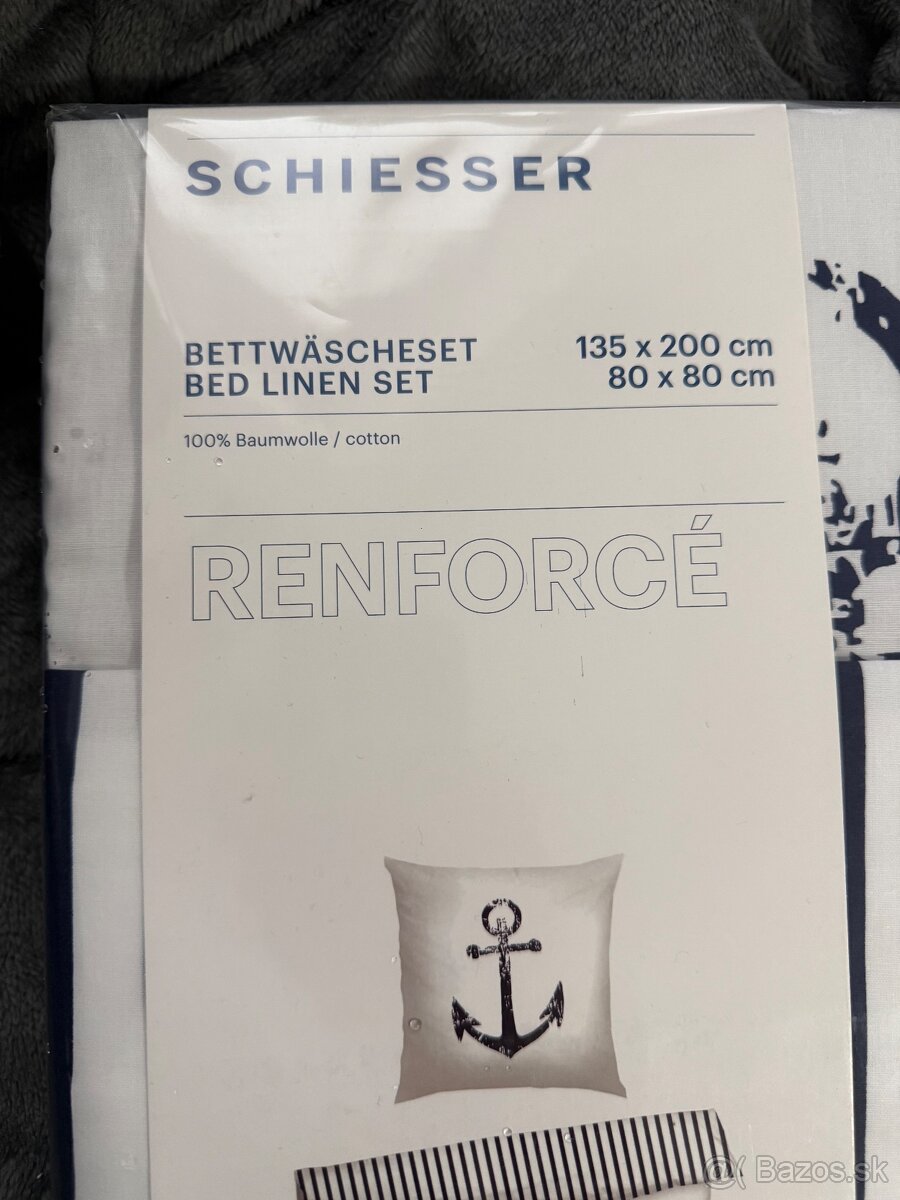 SCHIESSER
BETTWÄSCHESET 135 x 200 cm
BED LINEN SET 80 x 80 cm
100% Baumwolle / cotton
RENFORCÉ
Bazos.sk